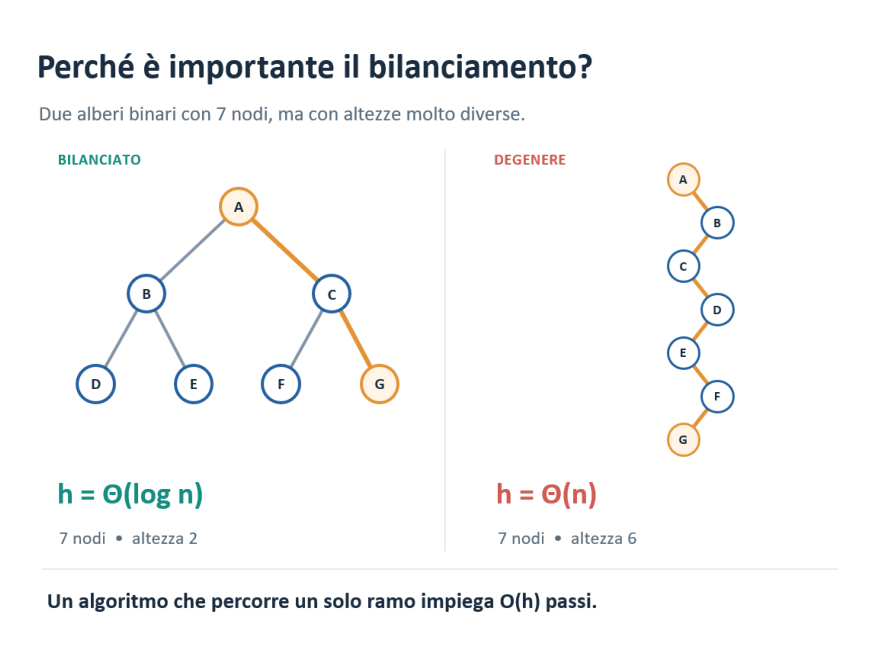 Perché è importante il bilanciamento?
Due alberi binari con 7 nodi, ma con altezze molto diverse.
BILANCIATO
A
B
C
D
E
F
G
h = Θ(log n)
7 nodi • altezza 2
DEGENERE
A
B
C
D
E
F
G
h = Θ(n)
7 nodi • altezza 6
Un algoritmo che percorre un solo ramo impiega O(h) passi.